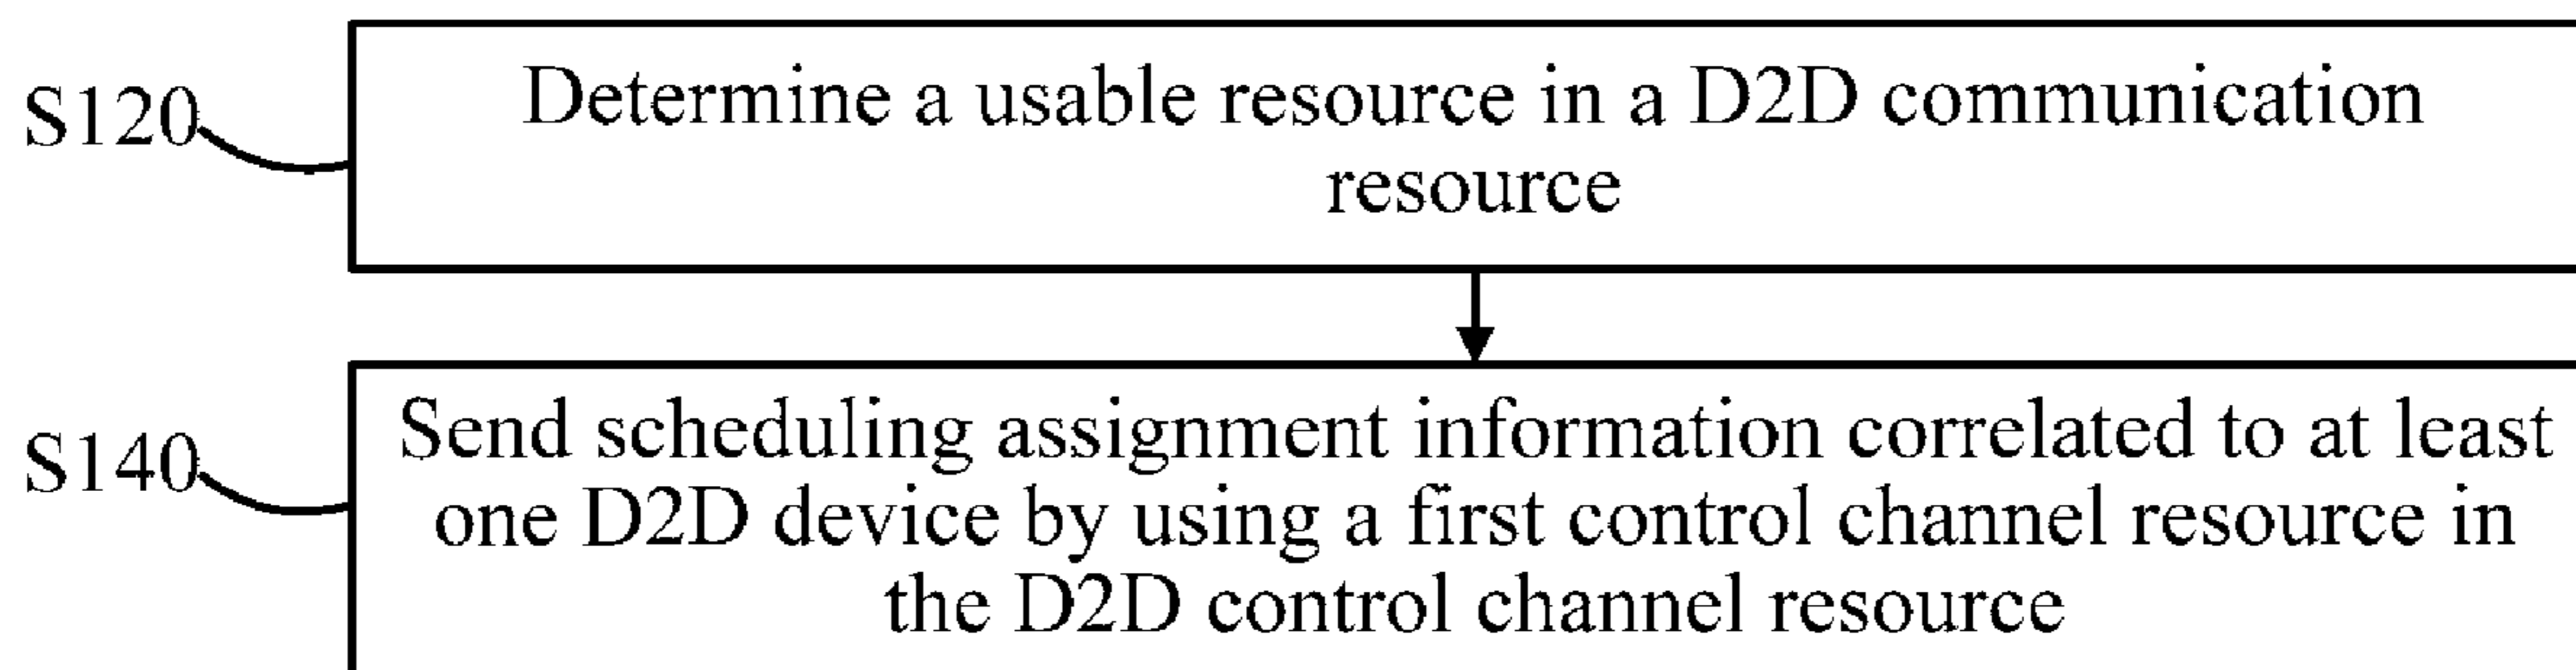 S120
Determine a usable resource in a D2D communication
resource
S140
Send scheduling assignment information correlated to at least
one D2D device by using a first control channel resource in
the D2D control channel resource